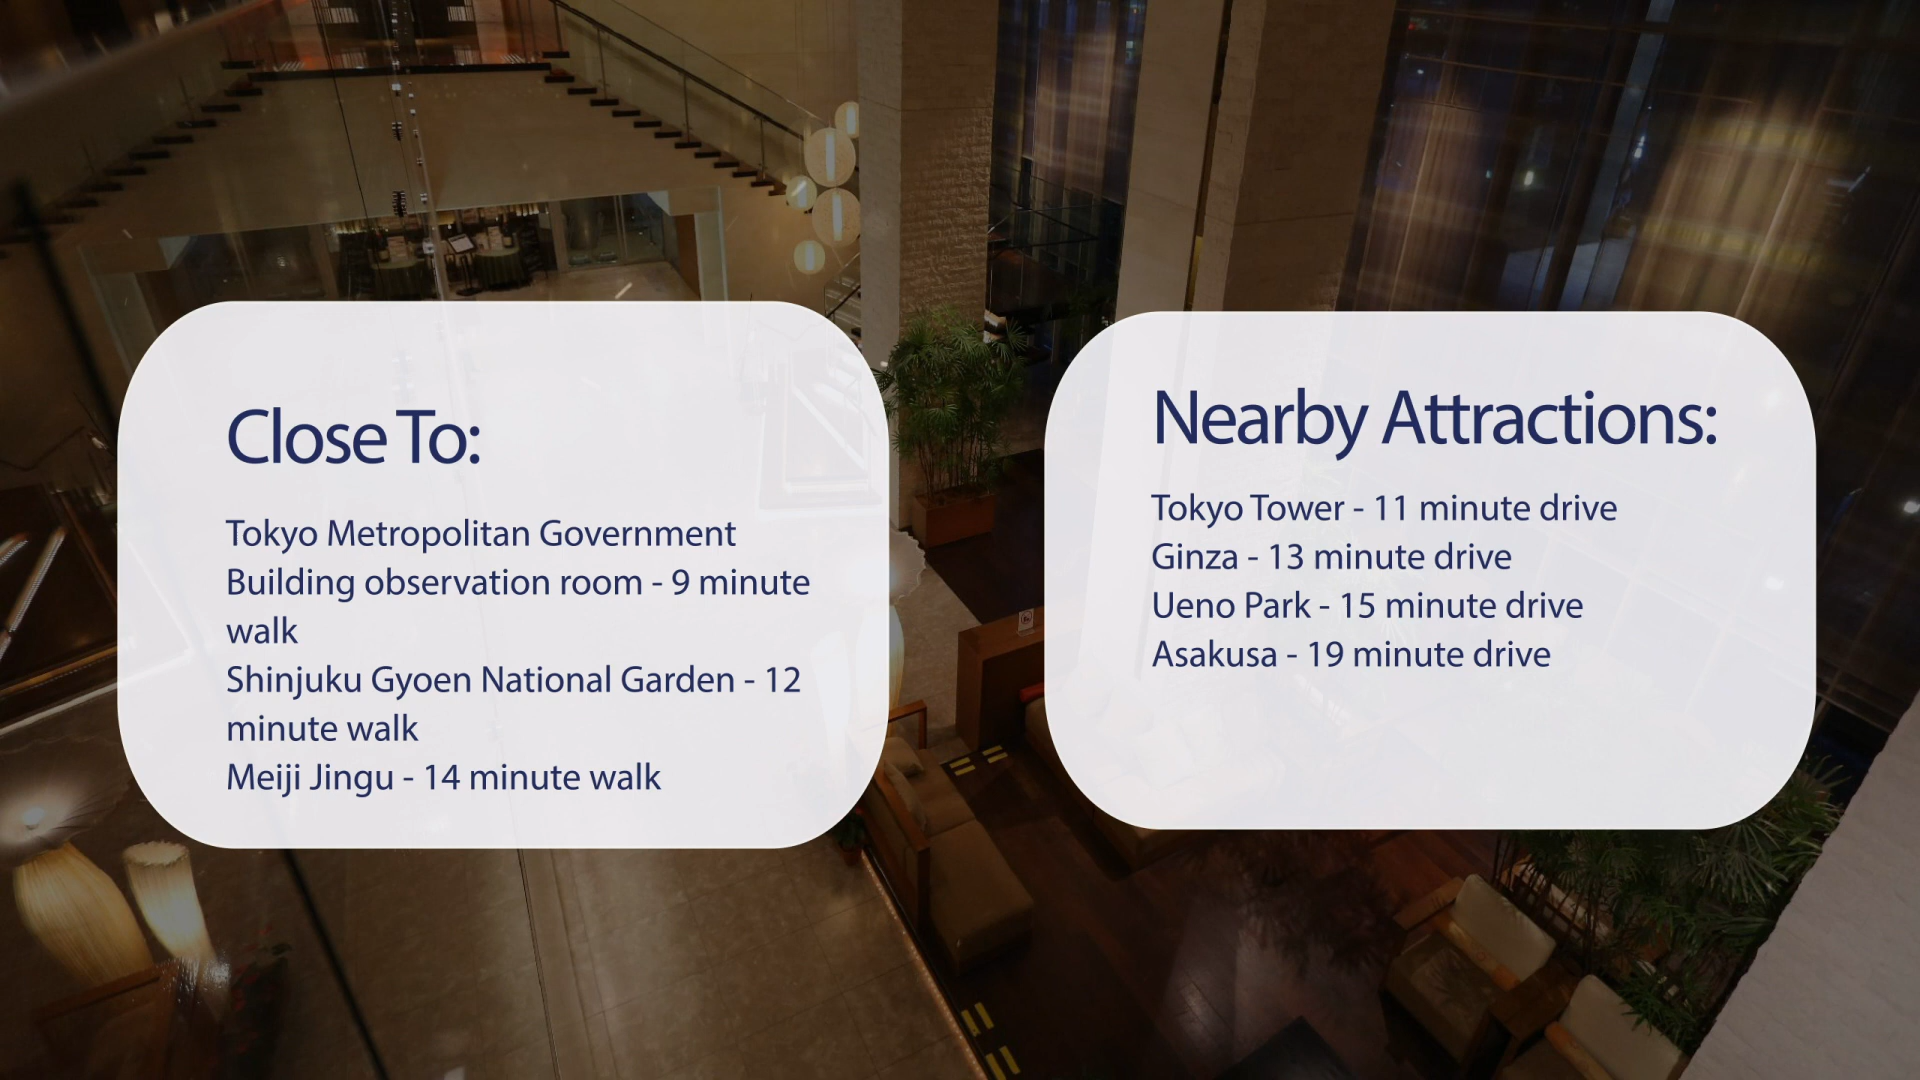 Close To:
Tokyo Metropolitan Government
Building observation room - 9 minute
walk
Shinjuku Gyoen National Garden - 12
minute walk
Meiji Jingu - 14 minute walk
Nearby Attractions:
Tokyo Tower - 11 minute drive
Ginza - 13 minute drive
Ueno Park - 15 minute drive
Asakusa - 19 minute drive